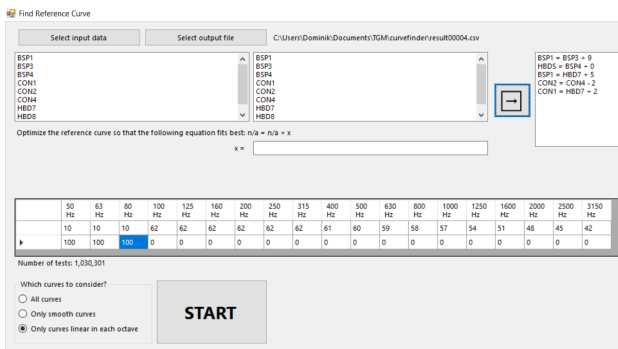 Find Reference Curve
Select input data Select output file C:\Users\Dominik\Documents\TGM\curvefinder\result00004.csv
BSP1 BSP1 BSP1 = BSP3 + 9
BSP3 BSP3 HBD5 = BSP4 + 0
BSP4 BSP4 BSP1 = HBD7 + 5
CON1 CON1 CON2 = CON4 - 2
CON2 CON2 CON1 = HBD7 + 2
CON4 CON4
HBD7 HBD7
HBD8 HBD8
Optimize the reference curve so that the following equation fits best: n/a = n/a + x
x =
50 Hz 63 Hz 80 Hz 100 Hz 125 Hz 160 Hz 200 Hz 250 Hz 315 Hz 400 Hz 500 Hz 630 Hz 800 Hz 1000 Hz 1250 Hz 1600 Hz 2000 Hz 2500 Hz 3150 Hz
10 10 10 62 62 62 62 62 62 61 60 59 58 57 54 51 48 45 42
100 100 100 0 0 0 0 0 0 0 0 0 0 0 0 0 0 0 0
Number of tests: 1,030,301
Which curves to consider?
All curves
Only smooth curves
Only curves linear in each octave
START